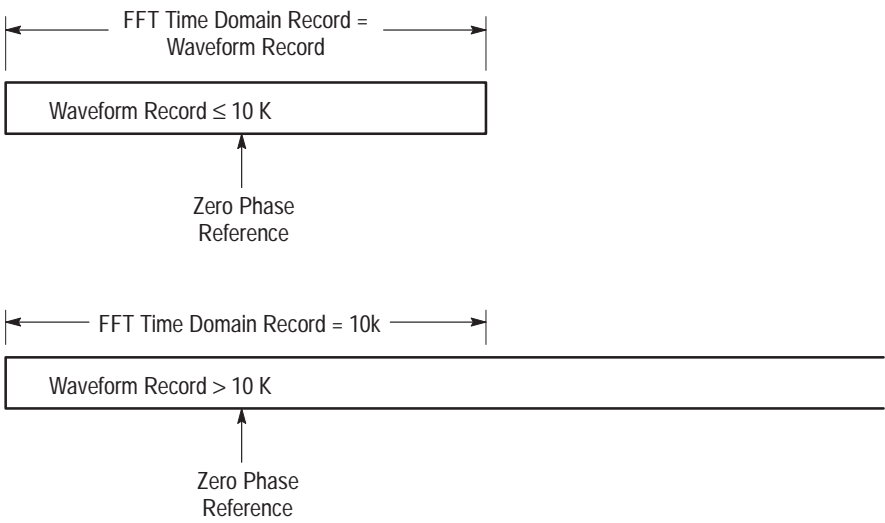 FFT Time Domain Record =
Waveform Record
Waveform Record ≤ 10 K
Zero Phase
Reference
FFT Time Domain Record = 10k
Waveform Record > 10 K
Zero Phase
Reference